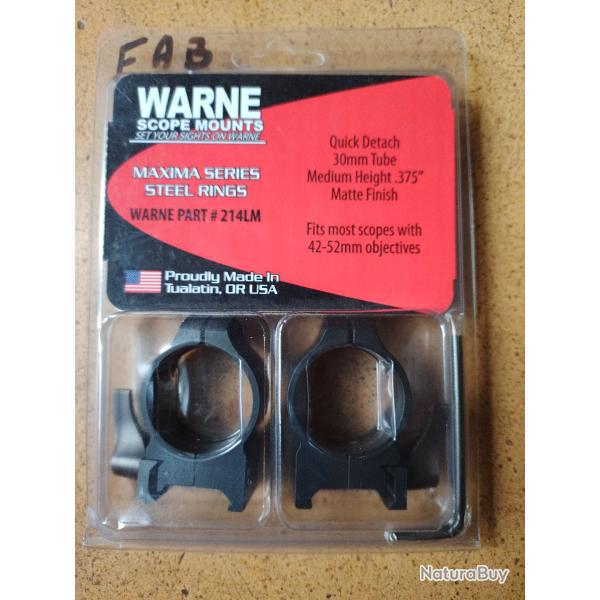 FAB
WARNE
SCOPE MOUNTS
SET YOUR SIGHTS ON WARNE
MAXIMA SERIES
STEEL RINGS
WARNE PART # 214LM
Quick Detach
30mm Tube
Medium Height .375"
Matte Finish
Fits most scopes with
42-52mm objectives
Proudly Made In
Tualatin, OR USA
NaturaBuy